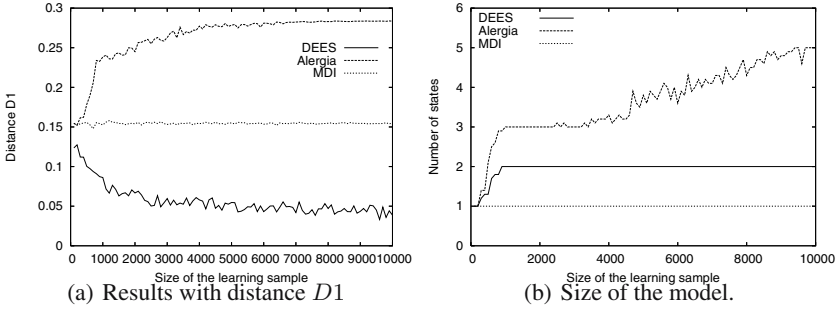 0.3
0.25
0.2
0.15
0.1
0.05
0
Distance D1
DEES
Alergia
MDI
0 1000 2000 3000 4000 5000 6000 7000 8000 9000 10000
Size of the learning sample
(a) Results with distance D1
6
5
4
3
2
1
0
Number of states
DEES
Alergia
MDI
0 2000 4000 6000 8000 10000
Size of the learning sample
(b) Size of the model.